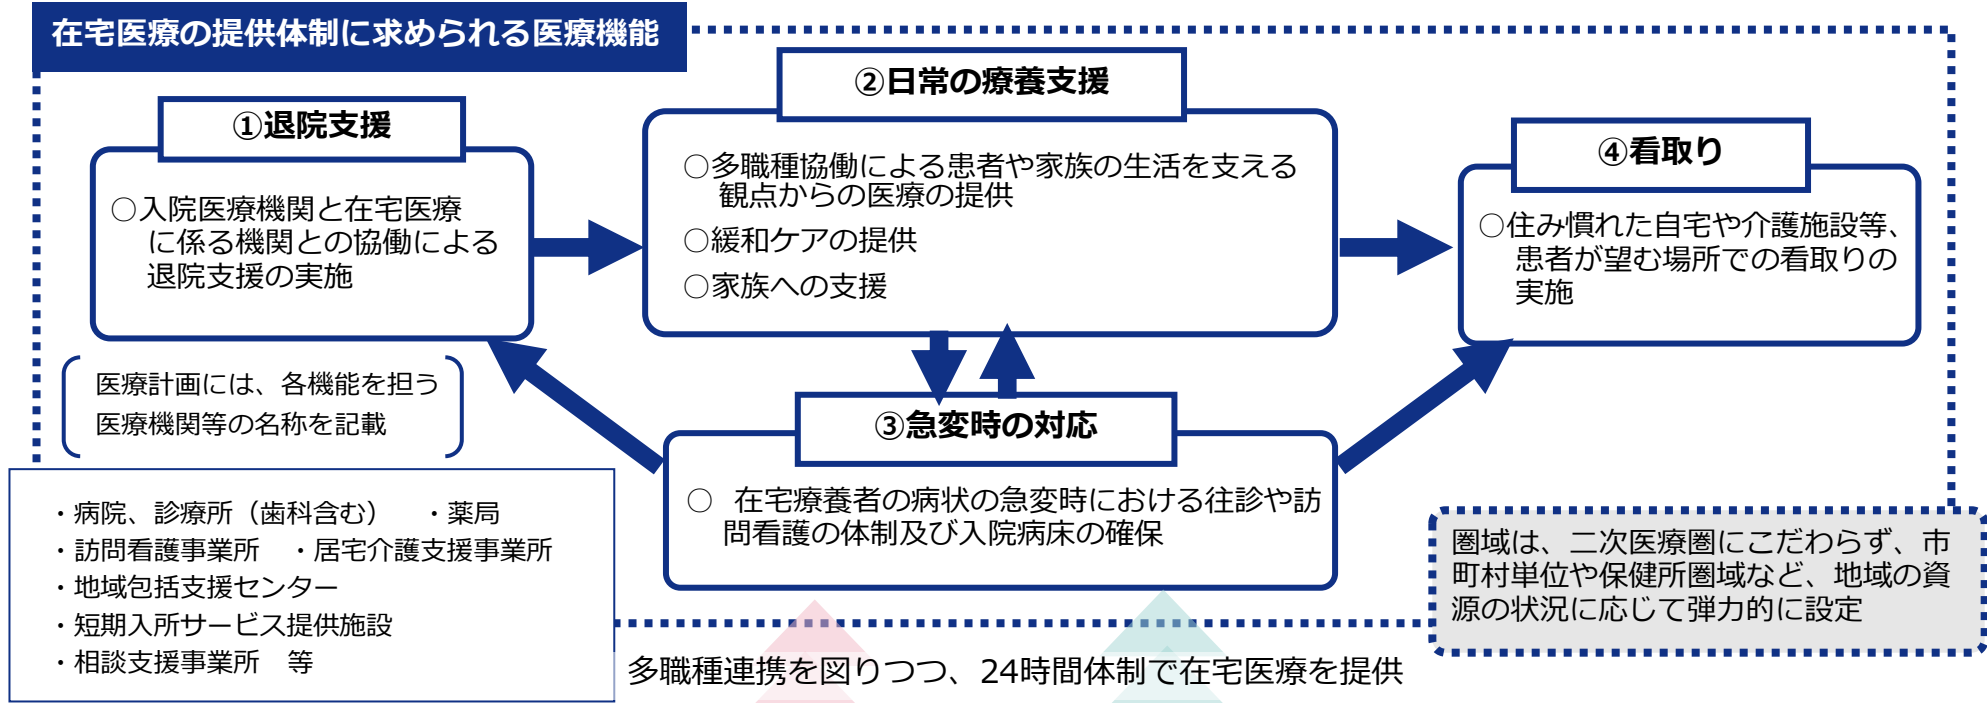 在宅医療の提供体制に求められる医療機能
①退院支援
○入院医療機関と在宅医療
に係る機関との協働による
退院支援の実施
②日常の療養支援
○多職種協働による患者や家族の生活を支える
観点からの医療の提供
○緩和ケアの提供
○家族への支援
④看取り
○住み慣れた自宅や介護施設等、
患者が望む場所での看取りの
実施
医療計画には、各機能を担う
医療機関等の名称を記載
③急変時の対応
○ 在宅療養者の病状の急変時における往診や訪
問看護の体制及び入院病床の確保
・病院、診療所（歯科含む） ・薬局
・訪問看護事業所 ・居宅介護支援事業所
・地域包括支援センター
・短期入所サービス提供施設
・相談支援事業所 等
圏域は、二次医療圏にこだわらず、市
町村単位や保健所圏域など、地域の資
源の状況に応じて弾力的に設定
多職種連携を図りつつ、24時間体制で在宅医療を提供